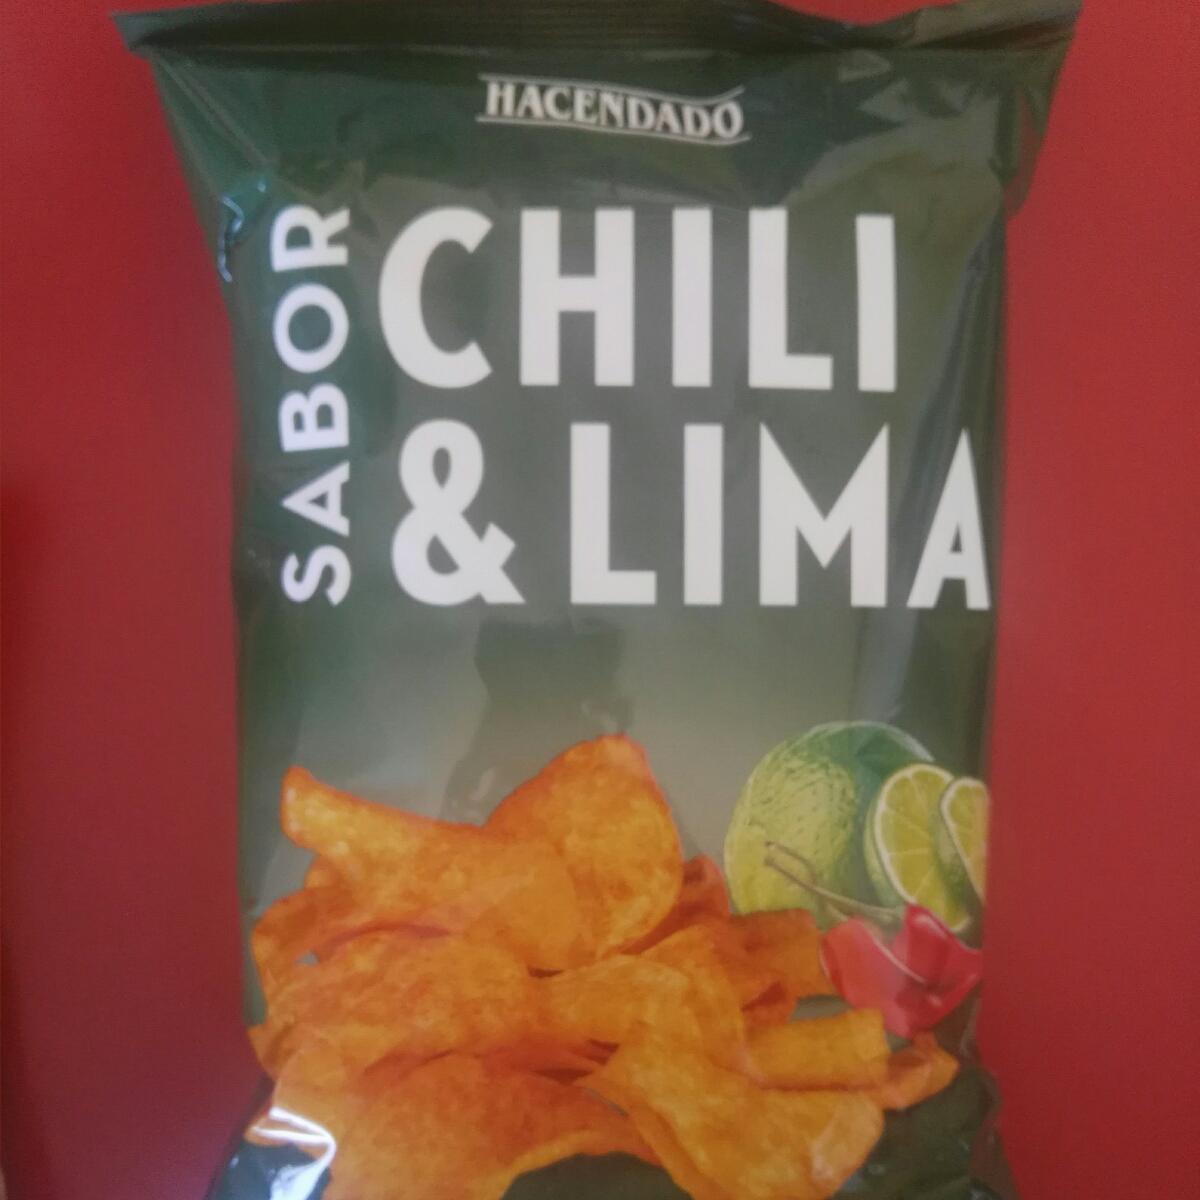 HACENDADO
SABOR
CHILI
& LIMA